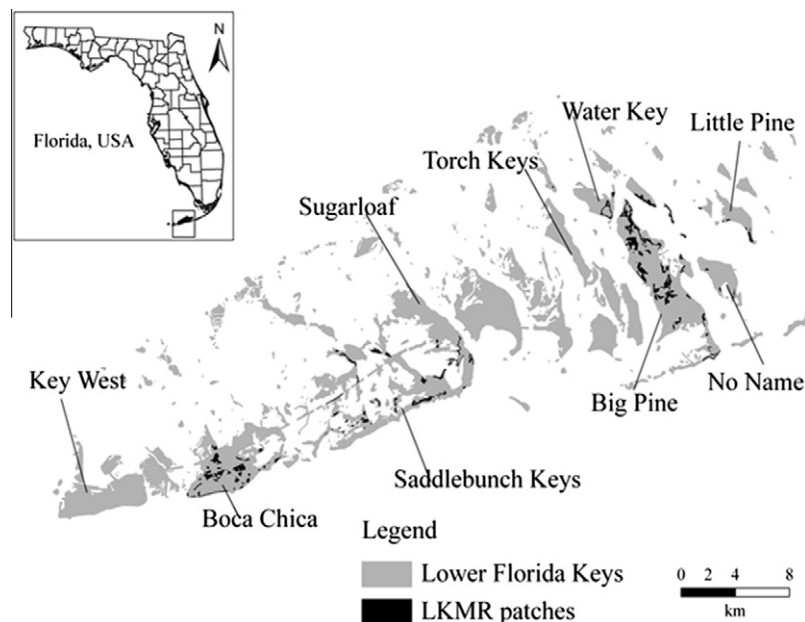 N
Florida, USA
Water Key
Little Pine
Torch Keys
Sugarloaf
Key West
No Name
Big Pine
Saddlebunch Keys
Boca Chica
Legend
Lower Florida Keys
LKMR patches
0 2 4 8
km